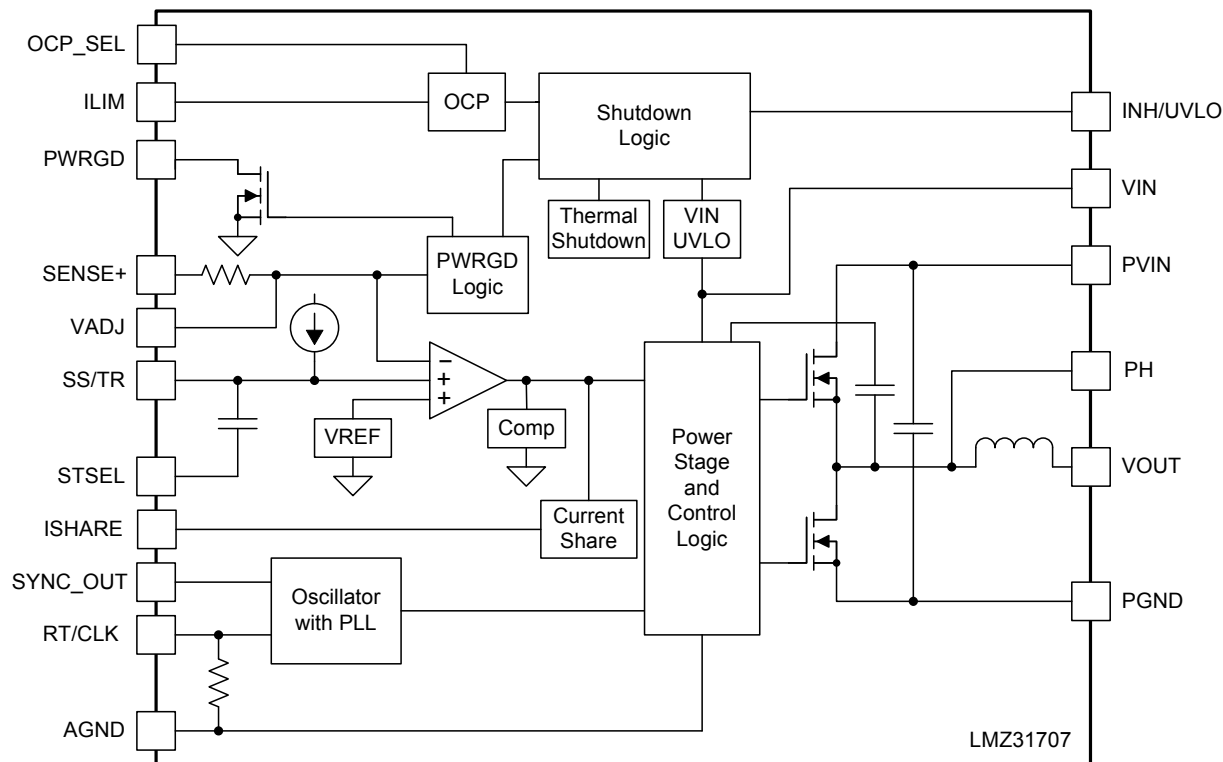 OCP_SEL
ILIM
PWRGD
SENSE+
VADJ
SS/TR
STSEL
ISHARE
SYNC_OUT
RT/CLK
AGND
OCP
Shutdown
Logic
Thermal
Shutdown
VIN
UVLO
PWRGD
Logic
−
+
+
VREF
Comp
Current
Share
Oscillator
with PLL
Power
Stage
and
Control
Logic
INH/UVLO
VIN
PVIN
PH
VOUT
PGND
LMZ31707